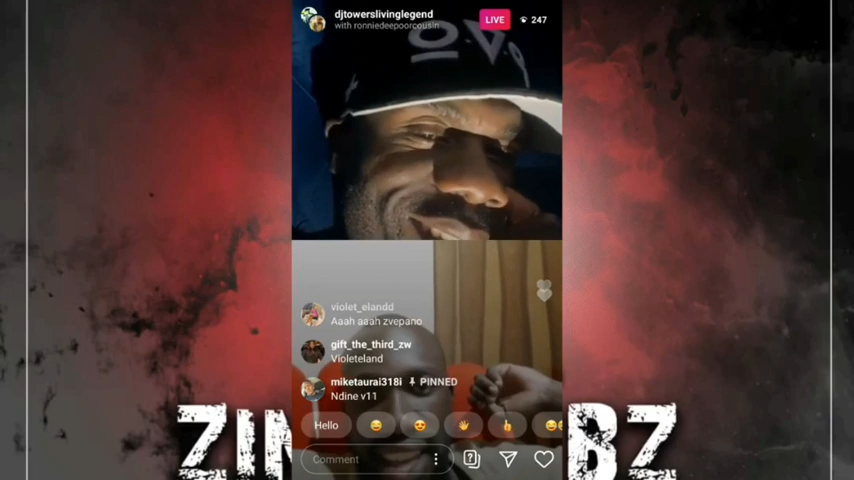 djtowerslivinglegend
with ronniedeepoorcousin
LIVE
247
violet_elandd
Aaah aaah zvepano
gift_the_third_zw
Violeteland
miketaurai318i PINNED
Ndine v11
Hello
Comment